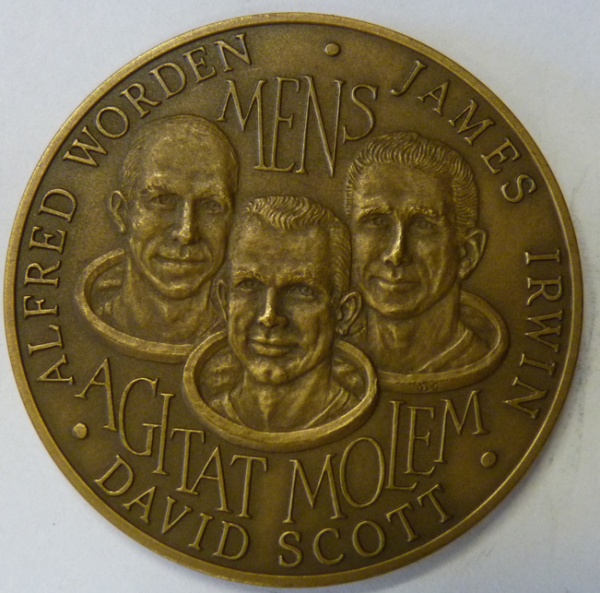 ALFRED WORDEN
JAMES IRWIN
MENS
AGITAT MOLEM
DAVID SCOTT